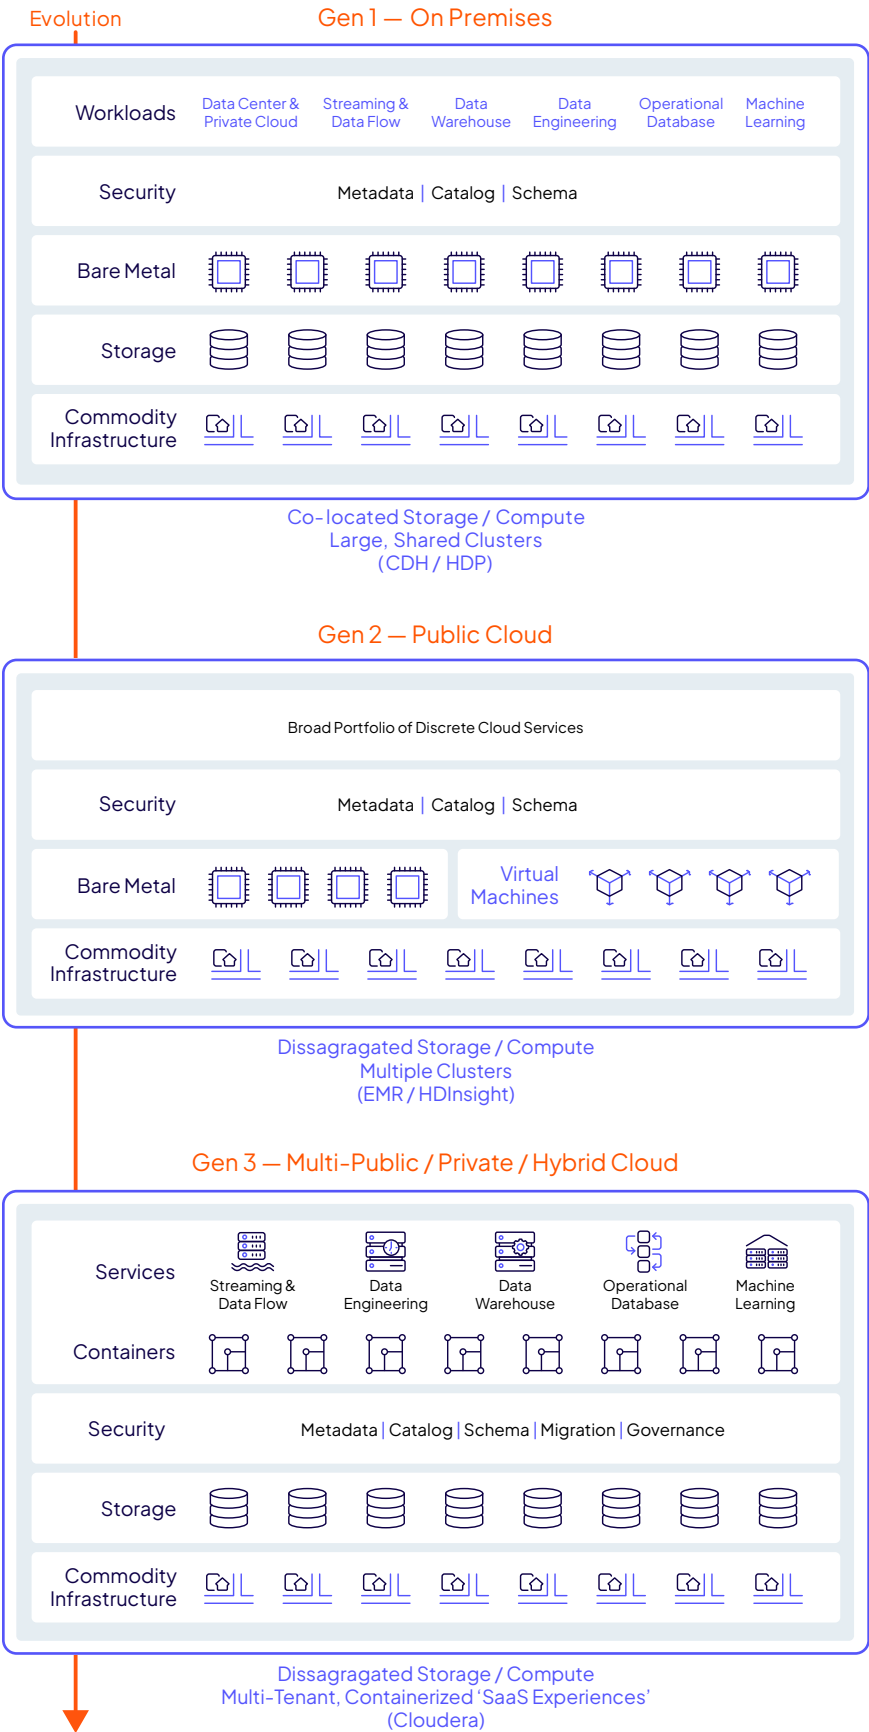 Evolution
Gen 1 — On Premises
Workloads
Data Center &
Private Cloud
Streaming &
Data Flow
Data
Warehouse
Data
Engineering
Operational
Database
Machine
Learning
Security
Metadata | Catalog | Schema
Bare Metal
Storage
Commodity
Infrastructure
Co-located Storage / Compute
Large, Shared Clusters
(CDH / HDP)
Gen 2 — Public Cloud
Broad Portfolio of Discrete Cloud Services
Security
Metadata | Catalog | Schema
Bare Metal
Virtual
Machines
Commodity
Infrastructure
Dissagragated Storage / Compute
Multiple Clusters
(EMR / HDInsight)
Gen 3 — Multi-Public / Private / Hybrid Cloud
Services
Streaming &
Data Flow
Data
Engineering
Data
Warehouse
Operational
Database
Machine
Learning
Containers
Security
Metadata | Catalog | Schema | Migration | Governance
Storage
Commodity
Infrastructure
Dissagragated Storage / Compute
Multi-Tenant, Containerized ‘SaaS Experiences’
(Cloudera)